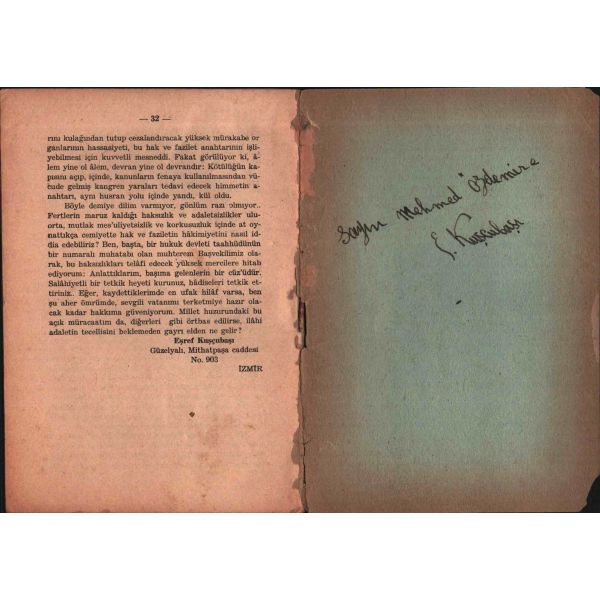 — 32 —
rını kulağından tutup cezalandıracak yüksek mürakabe or
ganlarının hassasiyeti, bu hak ve fazilet anahtarının işli-
yebilmesi için kuvvetli mesneddi. Fakat görülüyor ki, â-
lem yine ol âlem, devran yine ol devrandır: Kötülüğün ka-
pısını açıp, içinde, kanunların fenaya kullanılmasından vü-
cude gelmiş kangren yaraları tedavi edecek himmetin a-
nahtarı, aynı husran yolu içinde yandı, kül oldu.
Böyle demiye dilim varmıyor, gönlüm razı olmıyor..
Fertlerin maruz kaldığı haksızlık ve adaletsizlikler ulu-
orta, mutlak mes'uliyetsizlik ve korkusuzluk içinde at oy-
nattıkça cemiyette hak ve faziletin hâkimiyetini nasıl id-
dia edebiliriz? Ben, başta, bir hukuk devleti taahhüdünün
bir numaralı muhatabı olan muhterem Başvekilimiz ola-
rak, bu haksızlıkları telâfi edecek yüksek mercilere hitab
ediyorum: Anlattıklarım, başıma gelenlerin bir cüz'üdür.
Salâhiyetli bir tetkik heyeti kurunuz, hâdiseleri tetkik et-
tiriniz.. Eğer, kaydettiklerimde en ufak hilâf varsa, ben
şu aher ömrümde, sevgili vatanımı terketmiye hazır ola-
cak kadar hakkıma güveniyorum. Millet huzurundaki bu
açık müracaatım da, diğerleri gibi örtbas edilirse, ilâhi
adaletin tecellisini beklemeden gayrı elden ne gelir?
Eşref Kuşçubaşı
Güzelyalı, Mithatpaşa caddesi
No. 903
İZMİR
Sayın Mehmed Özdemire
E. Kuşçubaşı